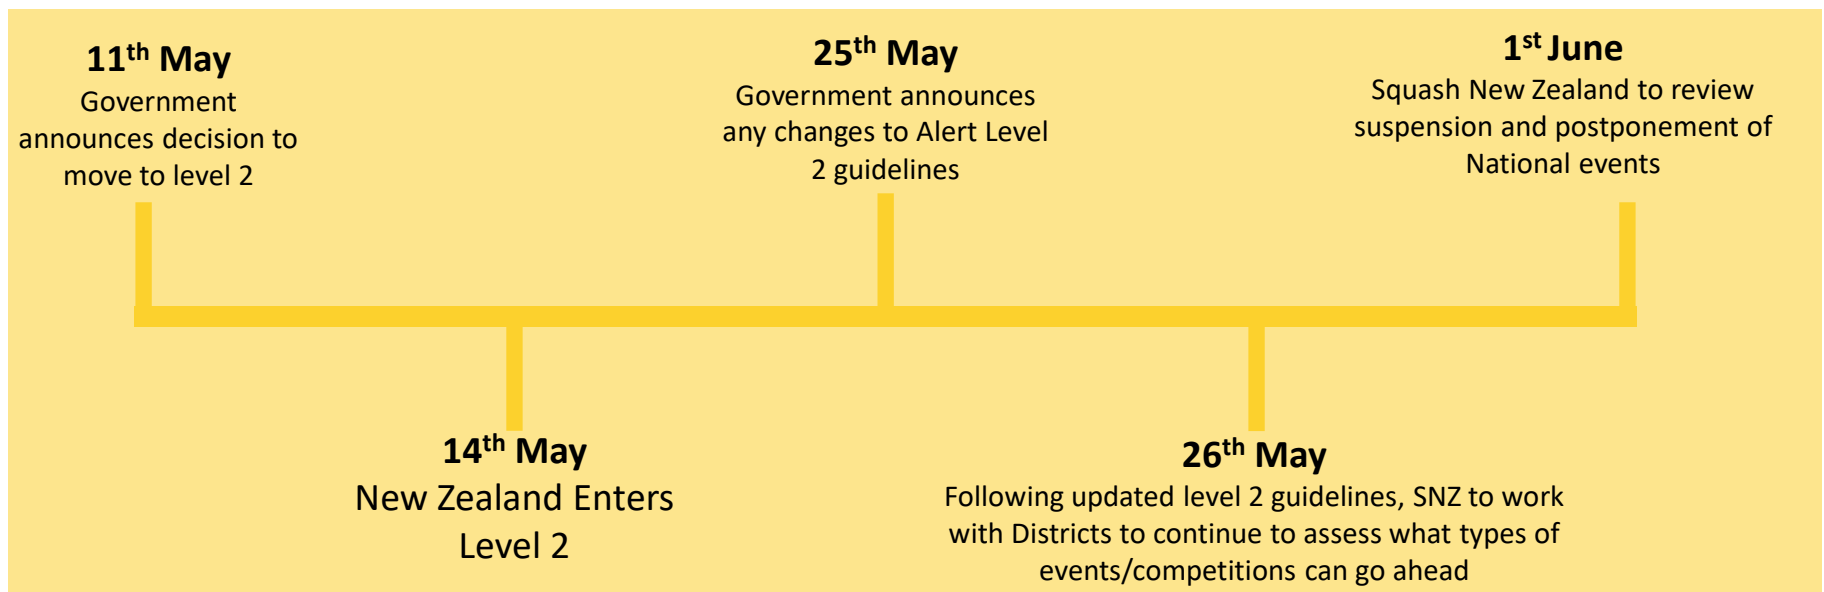 11th May
Government
announces decision to
move to level 2
14th May
New Zealand Enters
Level 2
25th May
Government announces
any changes to Alert Level
2 guidelines
26th May
Following updated level 2 guidelines, SNZ to work
with Districts to continue to assess what types of
events/competitions can go ahead
1st June
Squash New Zealand to review
suspension and postponement of
National events